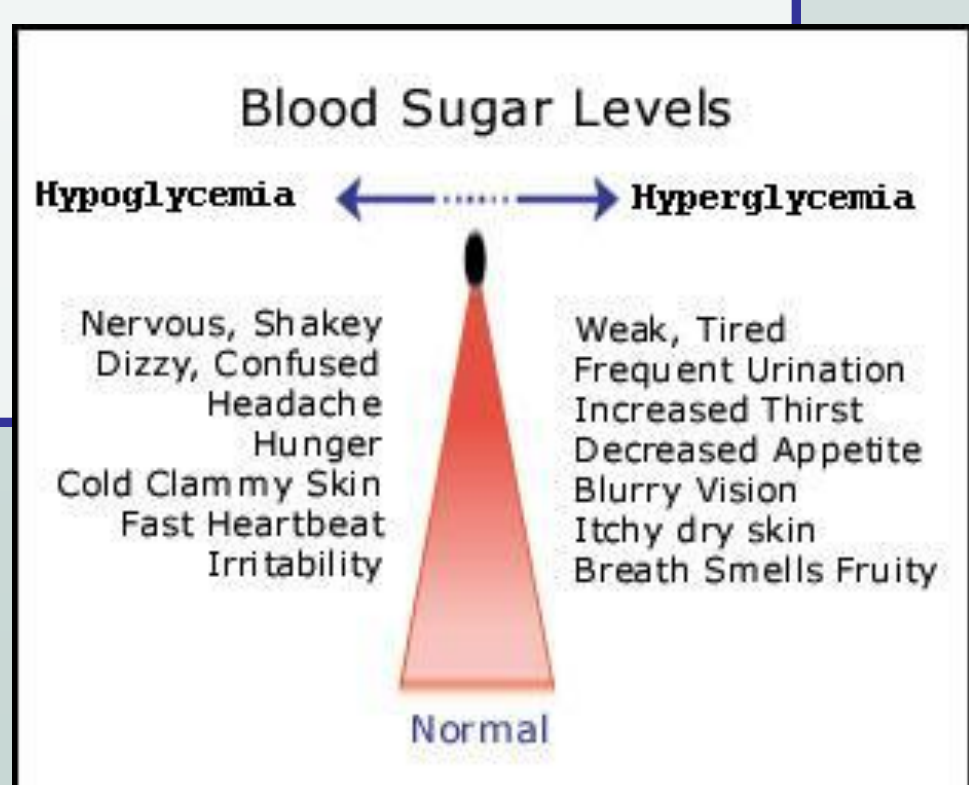 Blood Sugar Levels
Hypoglycemia
Hyperglycemia
Nervous, Shakey
Dizzy, Confused
Headache
Hunger
Cold Clammy Skin
Fast Heartbeat
Irritability
Weak, Tired
Frequent Urination
Increased Thirst
Decreased Appetite
Blurry Vision
Itchy dry skin
Breath Smells Fruity
Normal